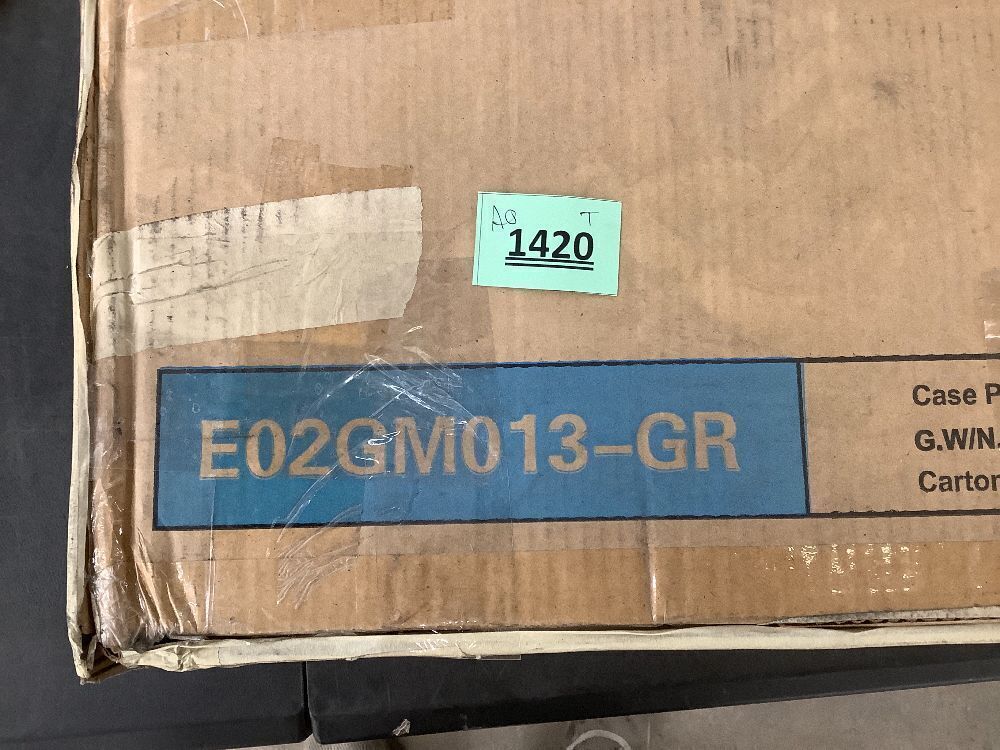 AO T
1420
E02GM013-GR
Case P
G.W/N.
Carton